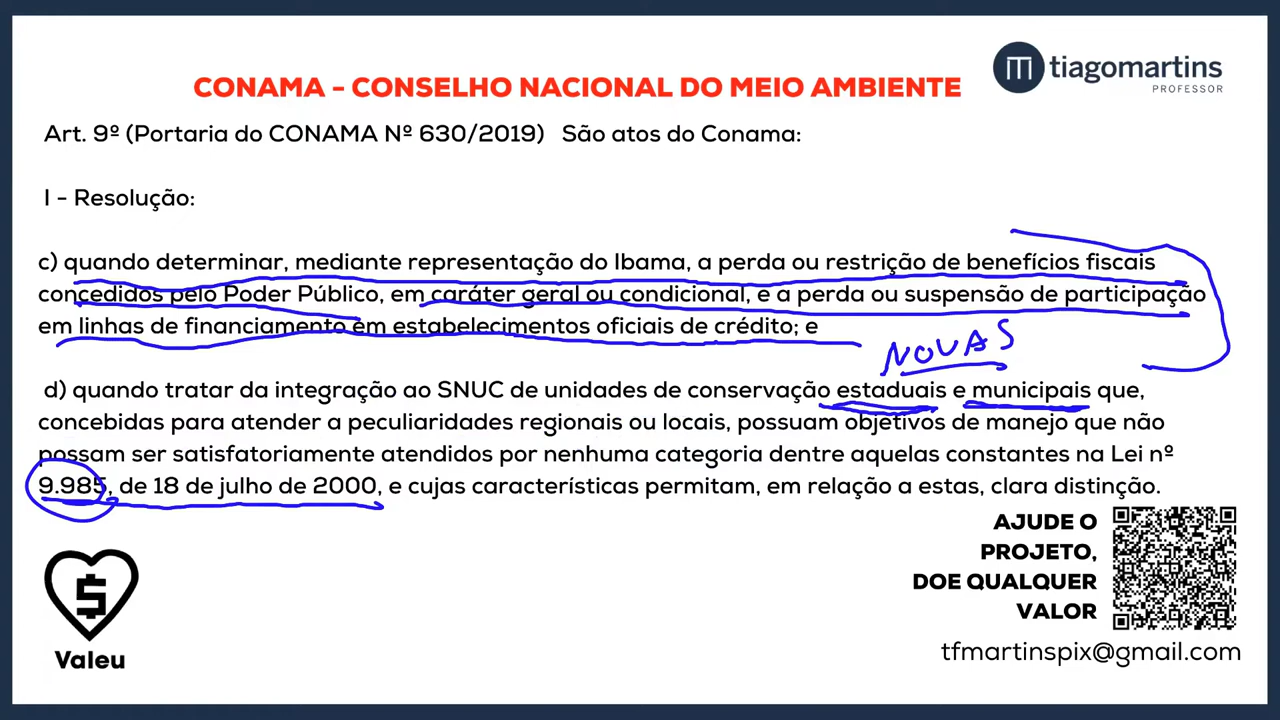 CONAMA - CONSELHO NACIONAL DO MEIO AMBIENTE
tiagomartins
PROFESSOR
Art. 9º (Portaria do CONAMA Nº 630/2019) São atos do Conama:
I - Resolução:
c) quando determinar, mediante representação do Ibama, a perda ou restrição de benefícios fiscais
concedidos pelo Poder Público, em caráter geral ou condicional, e a perda ou suspensão de participação
em linhas de financiamento em estabelecimentos oficiais de crédito; e
NOVAS
d) quando tratar da integração ao SNUC de unidades de conservação estaduais e municipais que,
concebidas para atender a peculiaridades regionais ou locais, possuam objetivos de manejo que não
possam ser satisfatoriamente atendidos por nenhuma categoria dentre aquelas constantes na Lei nº
9.985, de 18 de julho de 2000, e cujas características permitam, em relação a estas, clara distinção.
AJUDE O
PROJETO,
DOE QUALQUER
VALOR
Valeu
tfmartinspix@gmail.com